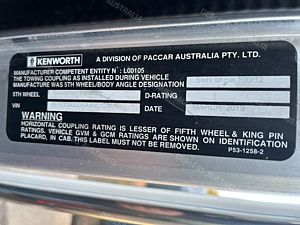 KENWORTH A DIVISION OF PACCAR AUSTRALIA PTY. LTD.
MANUFACTURER COMPETENT ENTITY N : L00105
THE TOWING COUPLING AS INSTALLED DURING VEHICLE
MANUFACTURE WAS 5TH WHEEL/BODY ANGLE DESIGNATION
5TH WHEEL D-RATING
VIN DATE MARCH 2019
WARNING
HORIZONTAL COUPLING RATING IS LESSER OF FIFTH WHEEL & KING PIN
RATINGS. VEHICLE GVM & GCM RATINGS ARE SHOWN ON IDENTIFICATION
PLACARD, IN CAB. THIS LABEL MUST NOT BE REMOVED. P53-1258-2